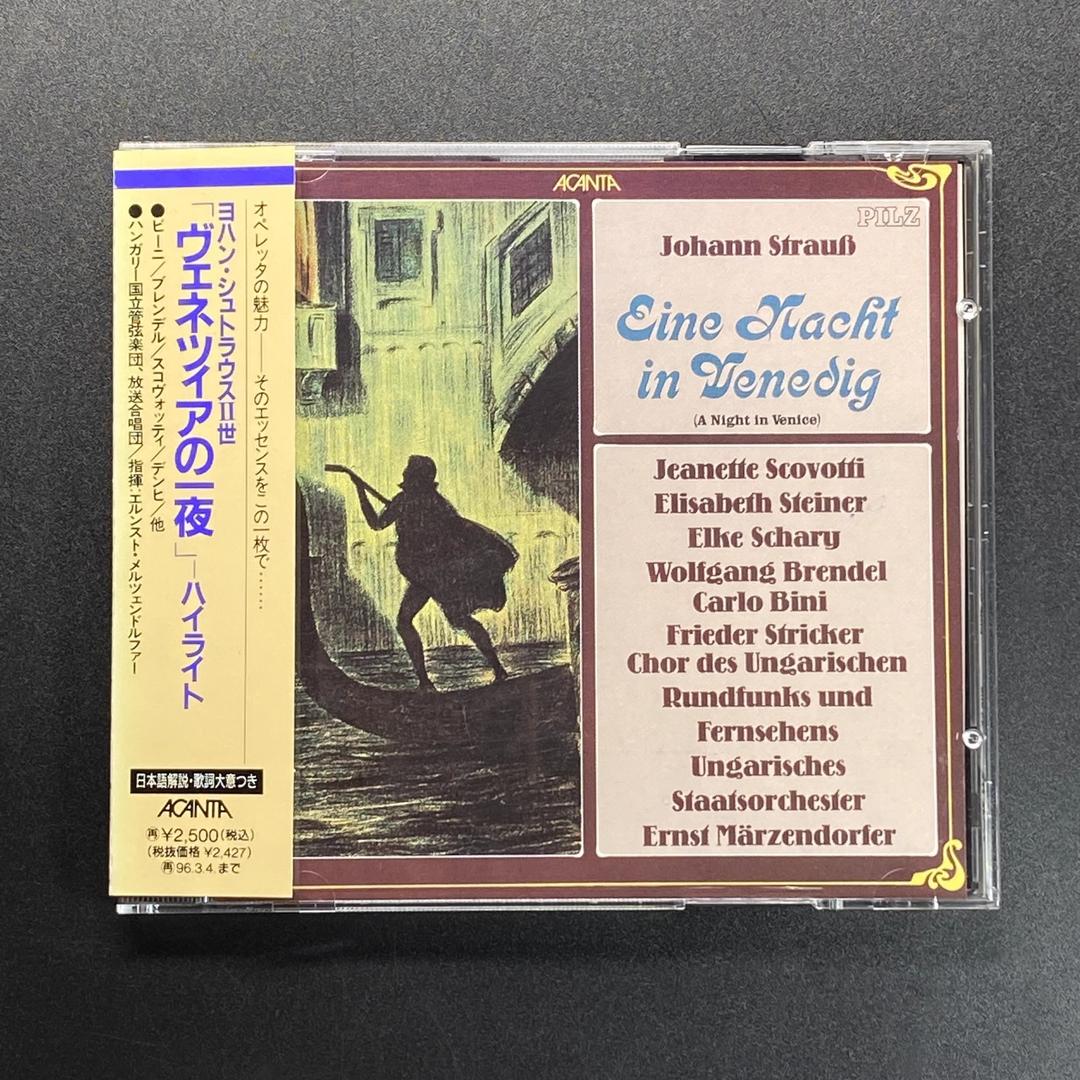 オペレッタの魅力――そのエッセンスをこの一枚で……
ヨハン・シュトラウスII世
「ヴェネツィアの一夜」―ハイライト
●ビーニ／ブレンデル／スコヴォッティ／デンヒ／他
●ハンガリー国立管弦楽団、放送合唱団／指揮:エルンスト・メルツェンドルファー
日本語解説・歌詞大意つき
ACANTA
再¥2,500(税込)
(税抜価格 ¥2,427)
再96.3.4.まで
ACANTA
PILZ
Johann Strauß
Eine Nacht
in Venedig
(A Night in Venice)
Jeanette Scovotti
Elisabeth Steiner
Elke Schary
Wolfgang Brendel
Carlo Bini
Frieder Stricker
Chor des Ungarischen
Rundfunks und
Fernsehens
Ungarisches
Staatsorchester
Ernst Märzendorfer